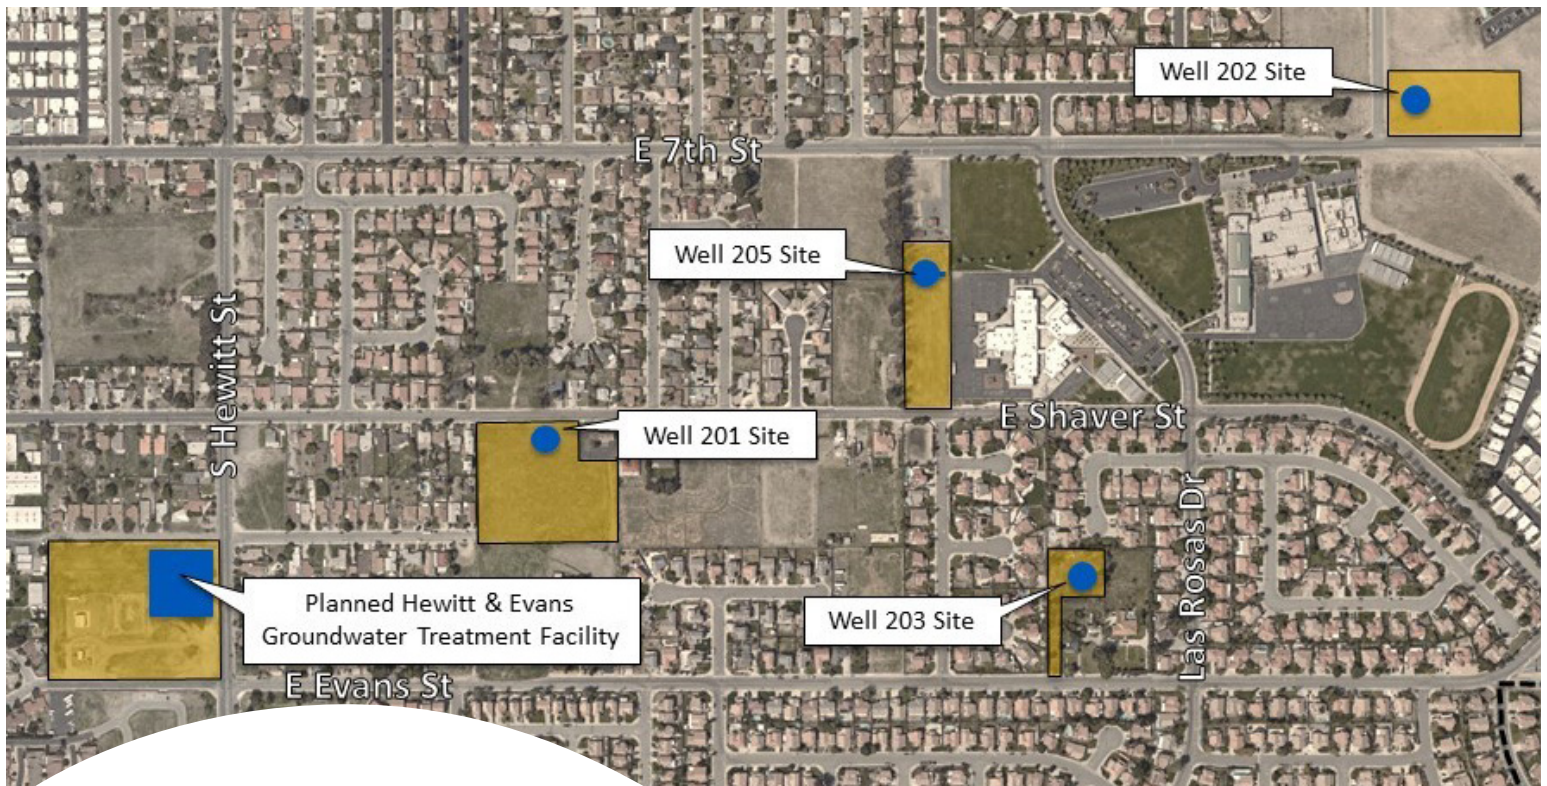 Well 202 Site
E 7th St
Well 205 Site
S Hewitt St
E Shaver St
Well 201 Site
Las Rosas Dr
Planned Hewitt & Evans
Groundwater Treatment Facility
Well 203 Site
E Evans St